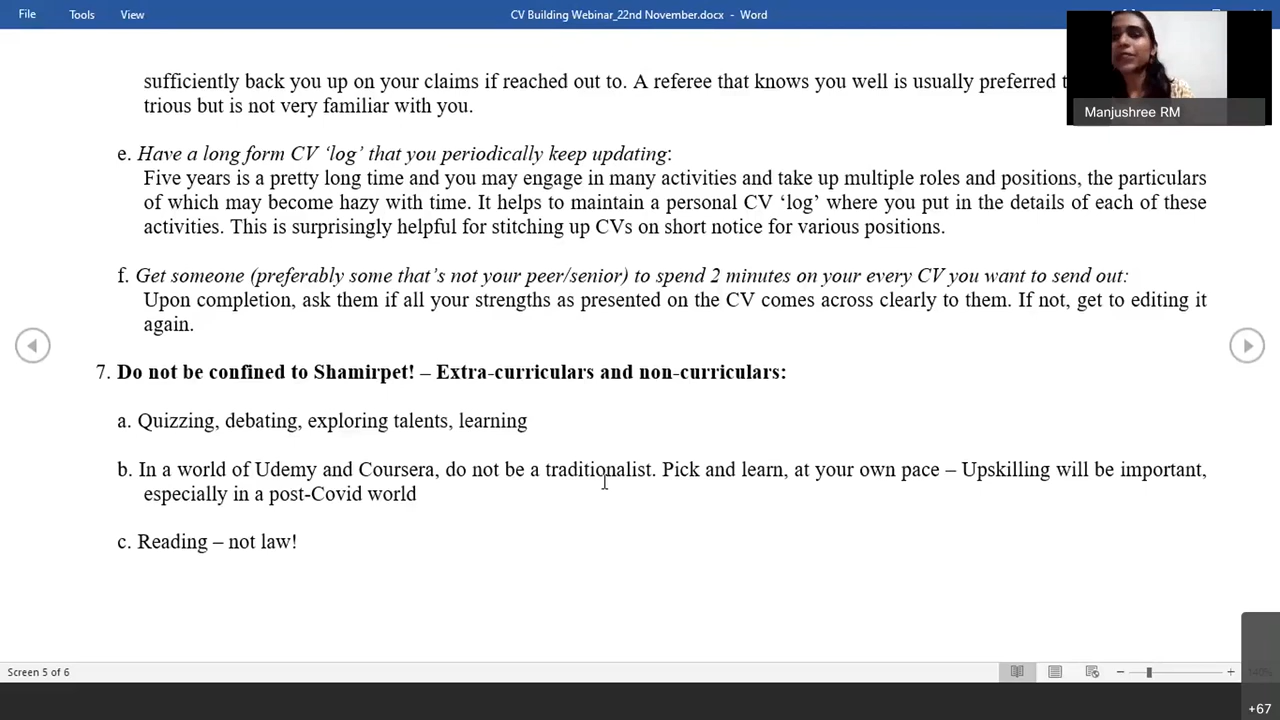 File Tools View CV Building Webinar_22nd November.docx - Word
Manjushree RM
sufficiently back you up on your claims if reached out to. A referee that knows you well is usually preferred
trious but is not very familiar with you.
e. Have a long form CV ‘log’ that you periodically keep updating:
Five years is a pretty long time and you may engage in many activities and take up multiple roles and positions, the particulars
of which may become hazy with time. It helps to maintain a personal CV ‘log’ where you put in the details of each of these
activities. This is surprisingly helpful for stitching up CVs on short notice for various positions.
f. Get someone (preferably some that’s not your peer/senior) to spend 2 minutes on your every CV you want to send out:
Upon completion, ask them if all your strengths as presented on the CV comes across clearly to them. If not, get to editing it
again.
7. Do not be confined to Shamirpet! – Extra-curriculars and non-curriculars:
a. Quizzing, debating, exploring talents, learning
b. In a world of Udemy and Coursera, do not be a traditionalist. Pick and learn, at your own pace – Upskilling will be important,
especially in a post-Covid world
c. Reading – not law!
Screen 5 of 6
+67